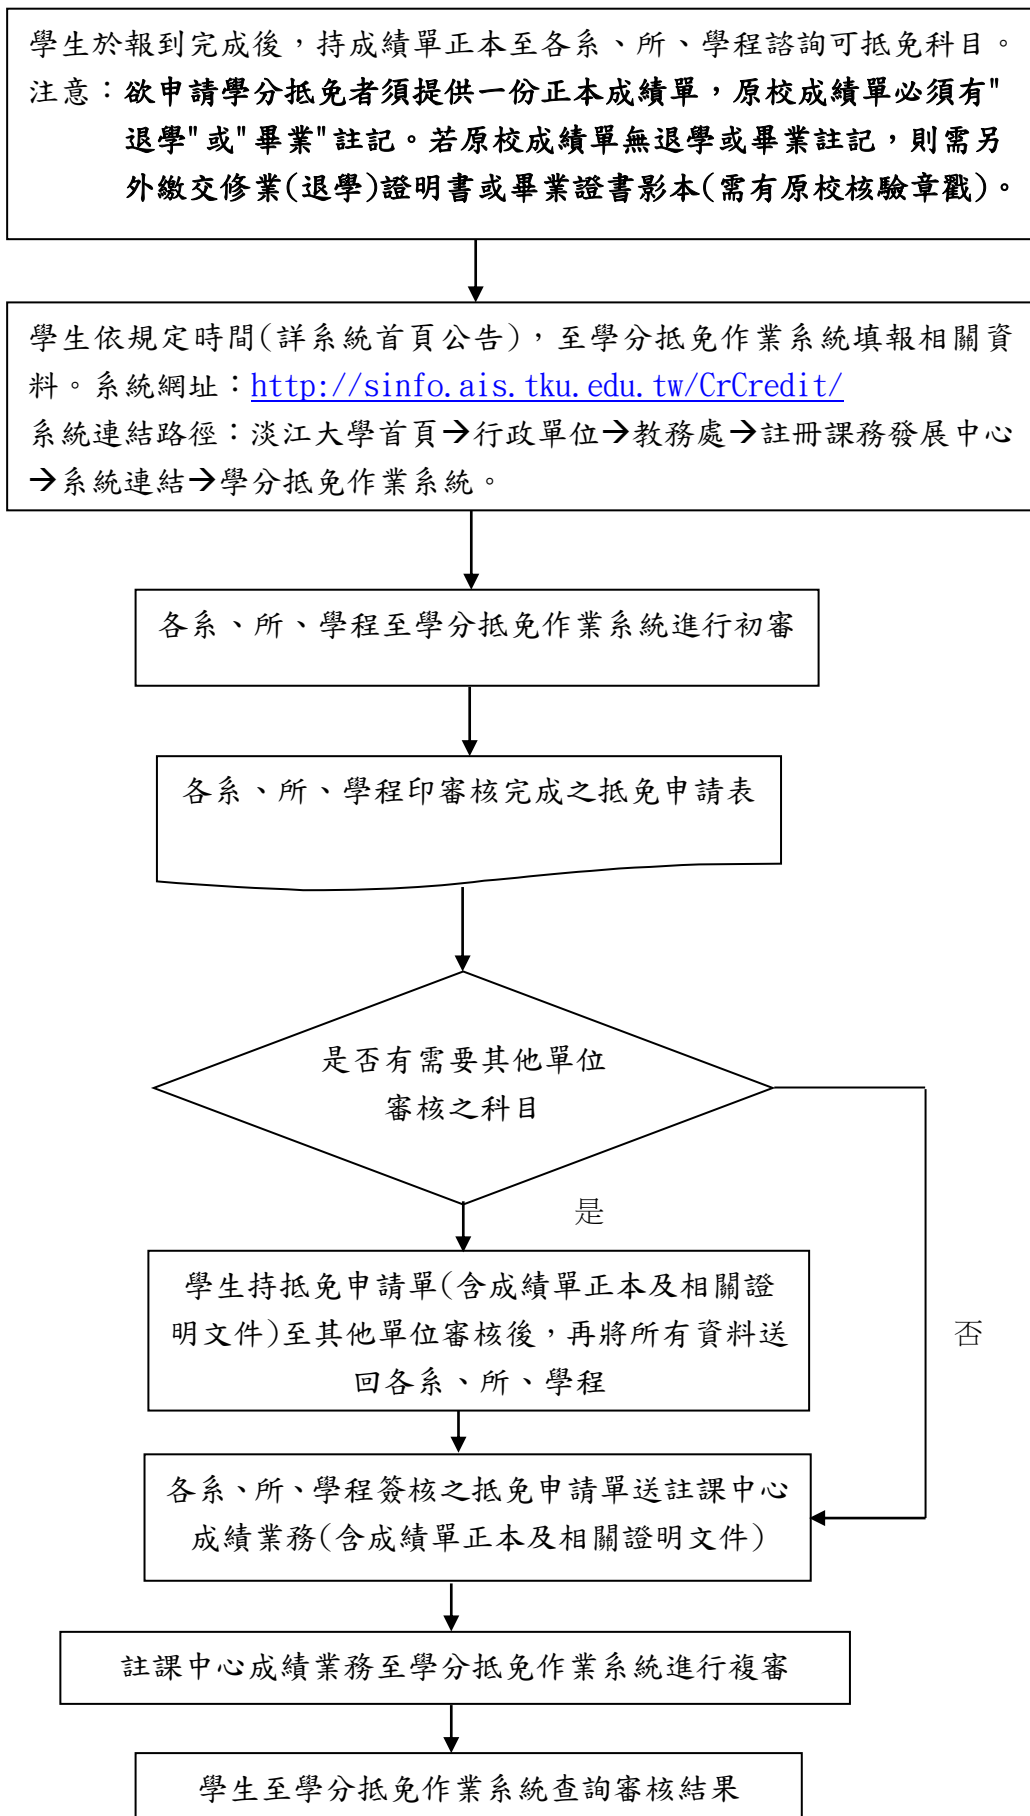 學生於報到完成後，持成績單正本至各系、所、學程諮詢可抵免科目。
注意：欲申請學分抵免者須提供一份正本成績單，原校成績單必須有"
退學"或"畢業"註記。若原校成績單無退學或畢業註記，則需另
外繳交修業(退學)證明書或畢業證書影本(需有原校核驗章戳)。
學生依規定時間(詳系統首頁公告)，至學分抵免作業系統填報相關資
料。系統網址：http://sinfo.ais.tku.edu.tw/CrCredit/
系統連結路徑：淡江大學首頁→行政單位→教務處→註冊課務發展中心
→系統連結→學分抵免作業系統。
各系、所、學程至學分抵免作業系統進行初審
各系、所、學程印審核完成之抵免申請表
是否有需要其他單位
審核之科目
是
學生持抵免申請單(含成績單正本及相關證
明文件)至其他單位審核後，再將所有資料送
回各系、所、學程
否
各系、所、學程簽核之抵免申請單送註課中心
成績業務(含成績單正本及相關證明文件)
註課中心成績業務至學分抵免作業系統進行複審
學生至學分抵免作業系統查詢審核結果